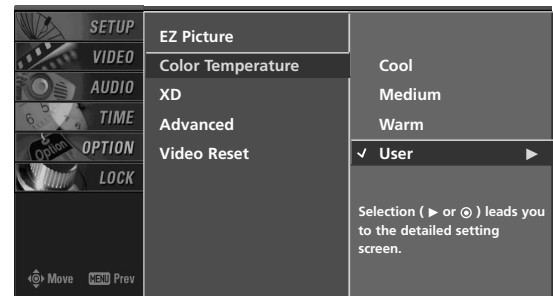 SETUP
VIDEO
AUDIO
TIME
OPTION
LOCK
Move MENU Prev
EZ Picture
Color Temperature
XD
Advanced
Video Reset
Cool
Medium
Warm
✓ User ▶
Selection ( ▶ or ⊙ ) leads you
to the detailed setting
screen.